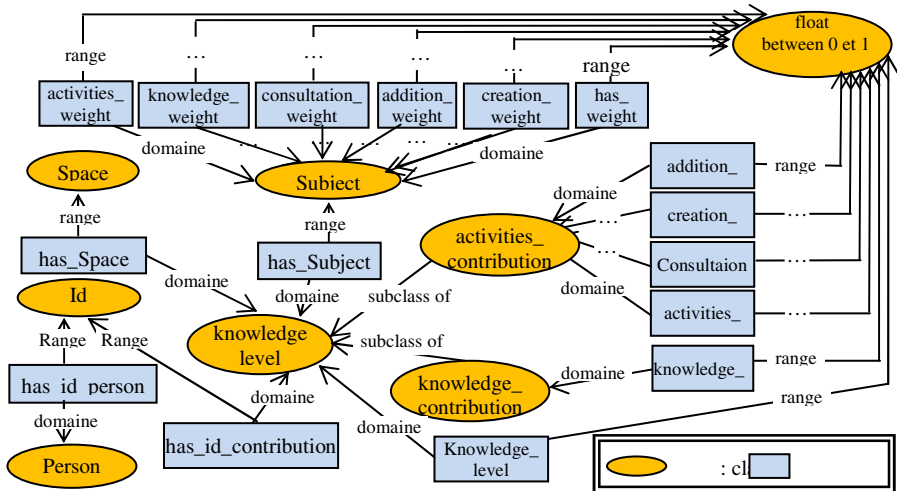 float
between 0 et 1
range
...
...
...
...
range
activities_
weight
knowledge_
weight
consultation_
weight
addition_
weight
creation_
weight
has_
weight
domaine
...
...
...
...
domaine
Space
Subject
addition_
range
domaine
range
range
creation_
...
...
activities_
contribution
has_Space
has_Subject
Consultaion
...
...
domaine
domaine
domaine
Id
subclass of
activities_
...
knowledge
level
Range
Range
subclass of
knowledge_
range
domaine
has_id_person
knowledge_
contribution
domaine
range
domaine
has_id_contribution
domaine
Knowledge_
level
Person
: cl